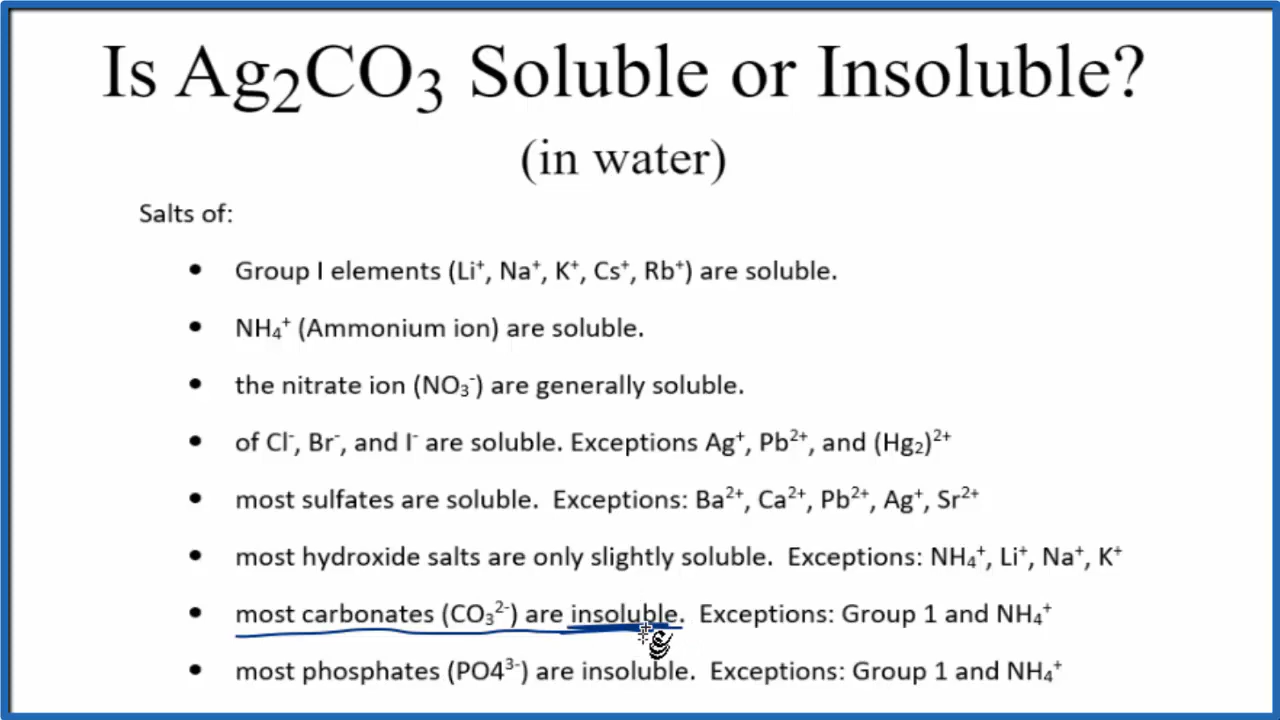 Is Ag₂CO₃ Soluble or Insoluble?
(in water)
Salts of:
• Group I elements (Li⁺, Na⁺, K⁺, Cs⁺, Rb⁺) are soluble.
• NH₄⁺ (Ammonium ion) are soluble.
• the nitrate ion (NO₃⁻) are generally soluble.
• of Cl⁻, Br⁻, and I⁻ are soluble. Exceptions Ag⁺, Pb²⁺, and (Hg₂)²⁺
• most sulfates are soluble. Exceptions: Ba²⁺, Ca²⁺, Pb²⁺, Ag⁺, Sr²⁺
• most hydroxide salts are only slightly soluble. Exceptions: NH₄⁺, Li⁺, Na⁺, K⁺
• most carbonates (CO₃²⁻) are insoluble. Exceptions: Group 1 and NH₄⁺
• most phosphates (PO4³⁻) are insoluble. Exceptions: Group 1 and NH₄⁺